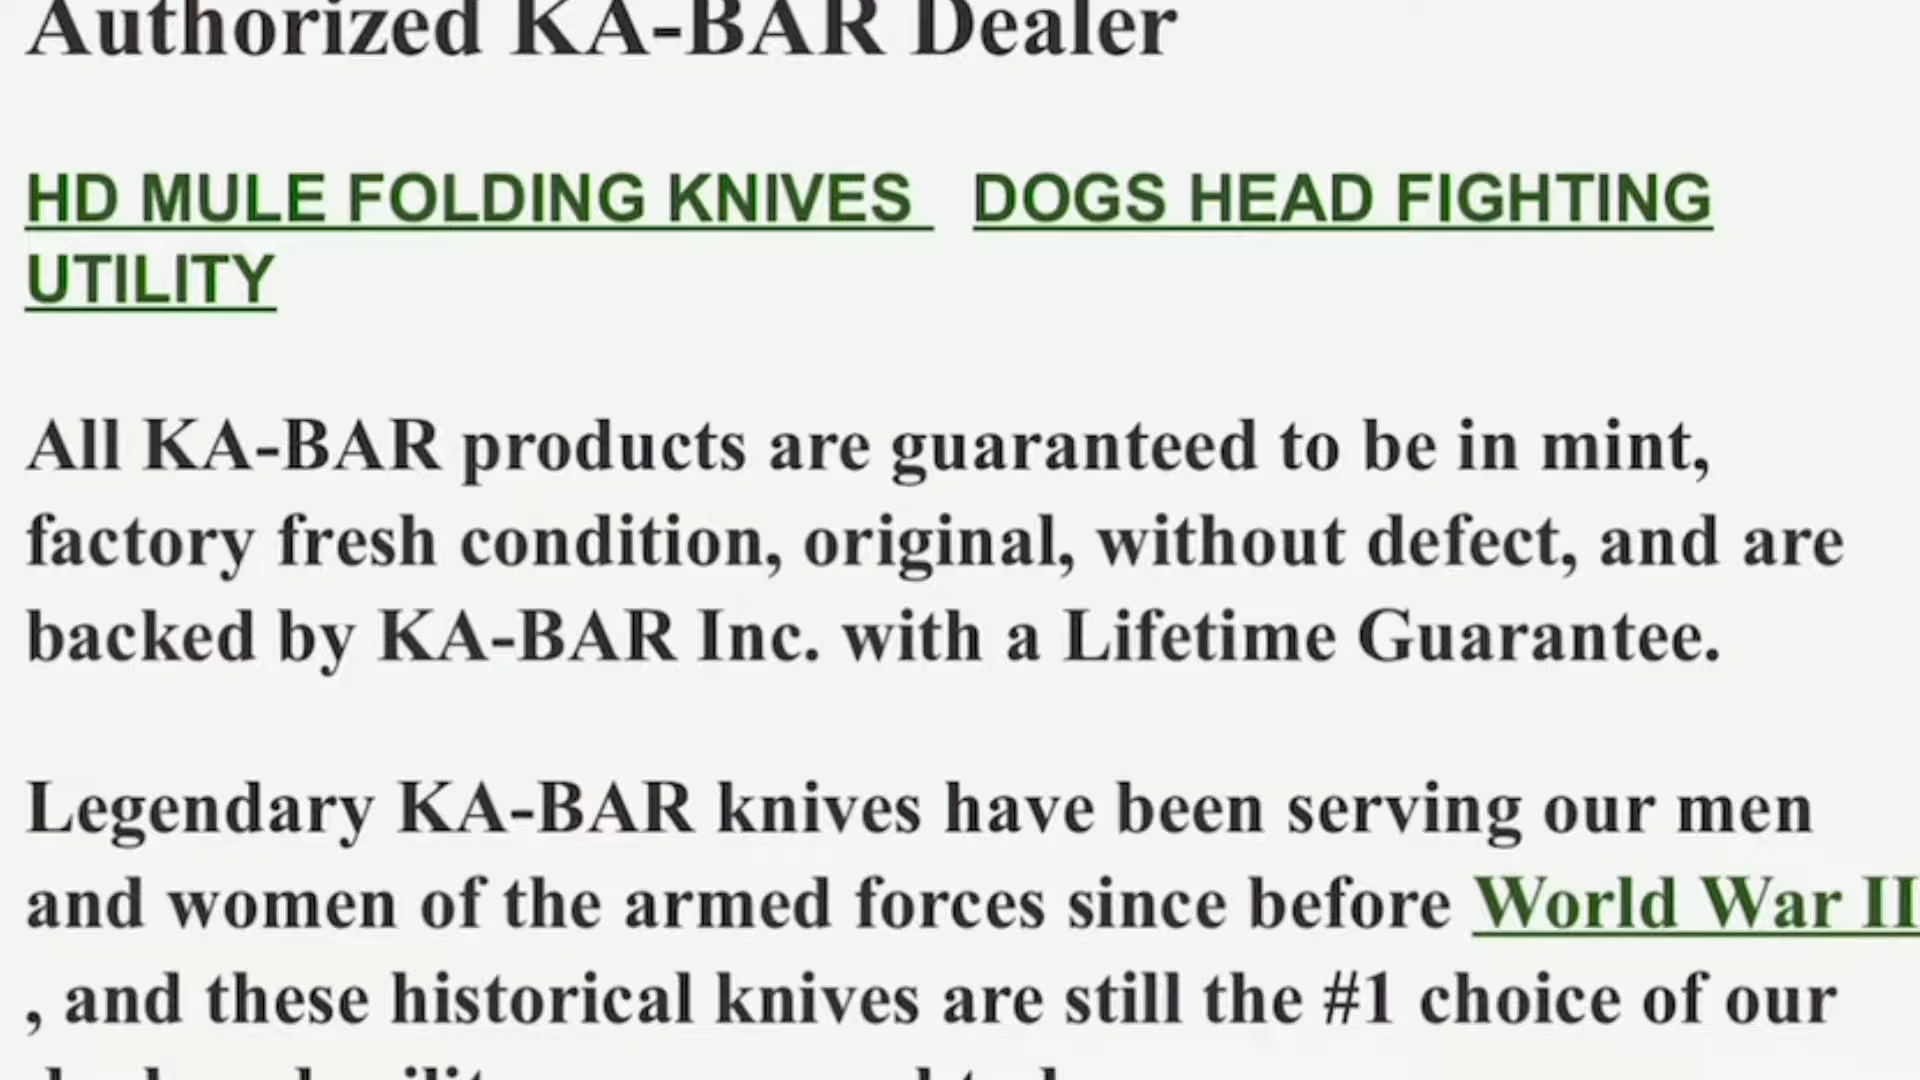 Authorized KA-BAR Dealer
HD MULE FOLDING KNIVES DOGS HEAD FIGHTING
UTILITY
All KA-BAR products are guaranteed to be in mint,
factory fresh condition, original, without defect, and are
backed by KA-BAR Inc. with a Lifetime Guarantee.
Legendary KA-BAR knives have been serving our men
and women of the armed forces since before World War II
, and these historical knives are still the #1 choice of our